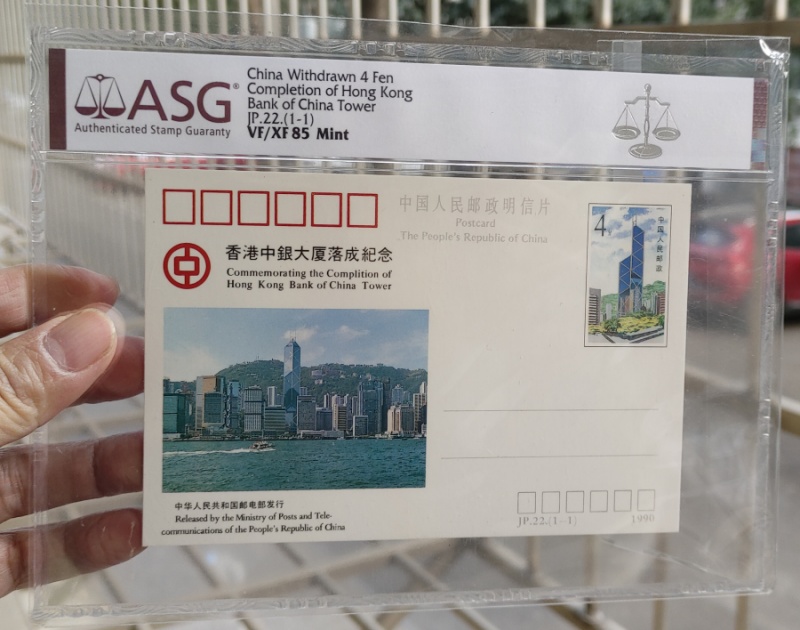 ASG®
Authenticated Stamp Guaranty
China Withdrawn 4 Fen
Completion of Hong Kong
Bank of China Tower
JP.22.(1-1)
VF/XF 85 Mint
中国人民邮政明信片
Postcard
The People's Republic of China
4
中国人民邮政
香港中銀大厦落成紀念
Commemorating the Complition of
Hong Kong Bank of China Tower
中华人民共和国邮电部发行
Released by the Ministry of Posts and Tele-
communications of the People's Republic of China
JP.22.(1-1)
1990